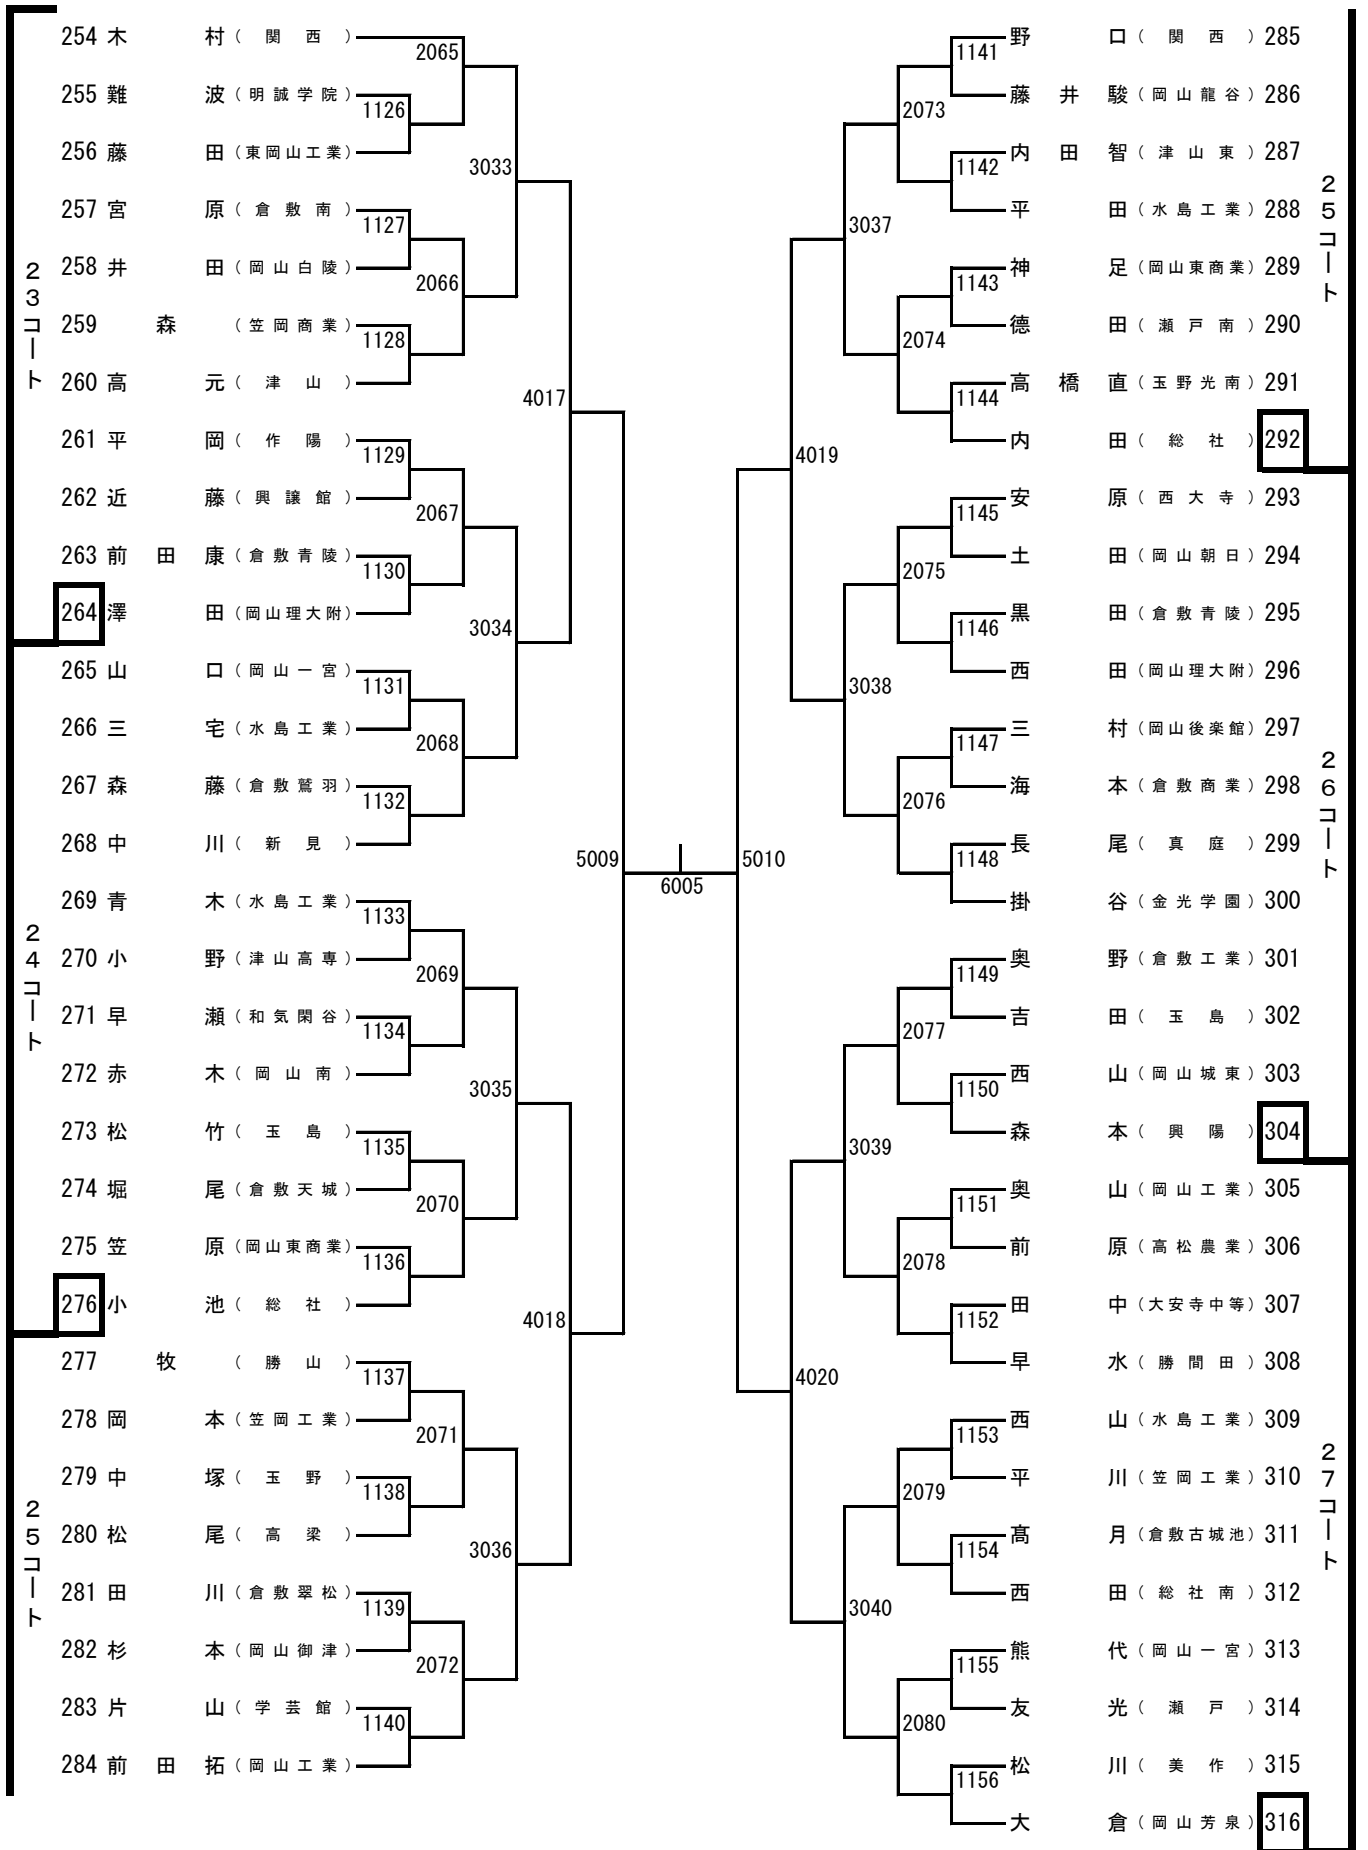 254 木村 (関西)
255 難波 (明誠学院)
256 藤田 (東岡山工業)
257 宮原 (倉敷南)
258 井田 (岡山白陵)
259 森 (笠岡商業)
260 高元 (津山)
261 平岡 (作陽)
262 近藤 (興譲館)
263 前田康 (倉敷青陵)
264 澤田 (岡山理大附)
265 山口 (岡山一宮)
266 三宅 (水島工業)
267 森藤 (倉敷鷲羽)
268 中川 (新見)
269 青木 (水島工業)
270 小野 (津山高専)
271 早瀬 (和気閑谷)
272 赤木 (岡山南)
273 松竹 (玉島)
274 堀尾 (倉敷天城)
275 笠原 (岡山東商業)
276 小池 (総社)
277 牧 (勝山)
278 岡本 (笠岡工業)
279 中塚 (玉野)
280 松尾 (高梁)
281 田川 (倉敷翠松)
282 杉本 (岡山御津)
283 片山 (学芸館)
284 前田拓 (岡山工業)
23コート
24コート
25コート
1126
1127
1128
1129
1130
1131
1132
1133
1134
1135
1136
1137
1138
1139
1140
2065
2066
2067
2068
2069
2070
2071
2072
3033
3034
3035
3036
4017
4018
5009
6005
5010
4019
4020
3037
3038
3039
3040
2073
2074
2075
2076
2077
2078
2079
2080
1141
1142
1143
1144
1145
1146
1147
1148
1149
1150
1151
1152
1153
1154
1155
1156
野口 (関西) 285
藤井駿 (岡山龍谷) 286
内田智 (津山東) 287
平田 (水島工業) 288
神足 (岡山東商業) 289
德田 (瀬戸南) 290
高橋直 (玉野光南) 291
内田 (総社) 292
安原 (西大寺) 293
土田 (岡山朝日) 294
黒田 (倉敷青陵) 295
西田 (岡山理大附) 296
三村 (岡山後楽館) 297
海本 (倉敷商業) 298
長尾 (真庭) 299
掛谷 (金光学園) 300
奥野 (倉敷工業) 301
吉田 (玉島) 302
西山 (岡山城東) 303
森本 (興陽) 304
奥山 (岡山工業) 305
前原 (高松農業) 306
田中 (大安寺中等) 307
早水 (勝間田) 308
西山 (水島工業) 309
平川 (笠岡工業) 310
髙月 (倉敷古城池) 311
西田 (総社南) 312
熊代 (岡山一宮) 313
友光 (瀬戸) 314
松川 (美作) 315
大倉 (岡山芳泉) 316
25コート
26コート
27コート